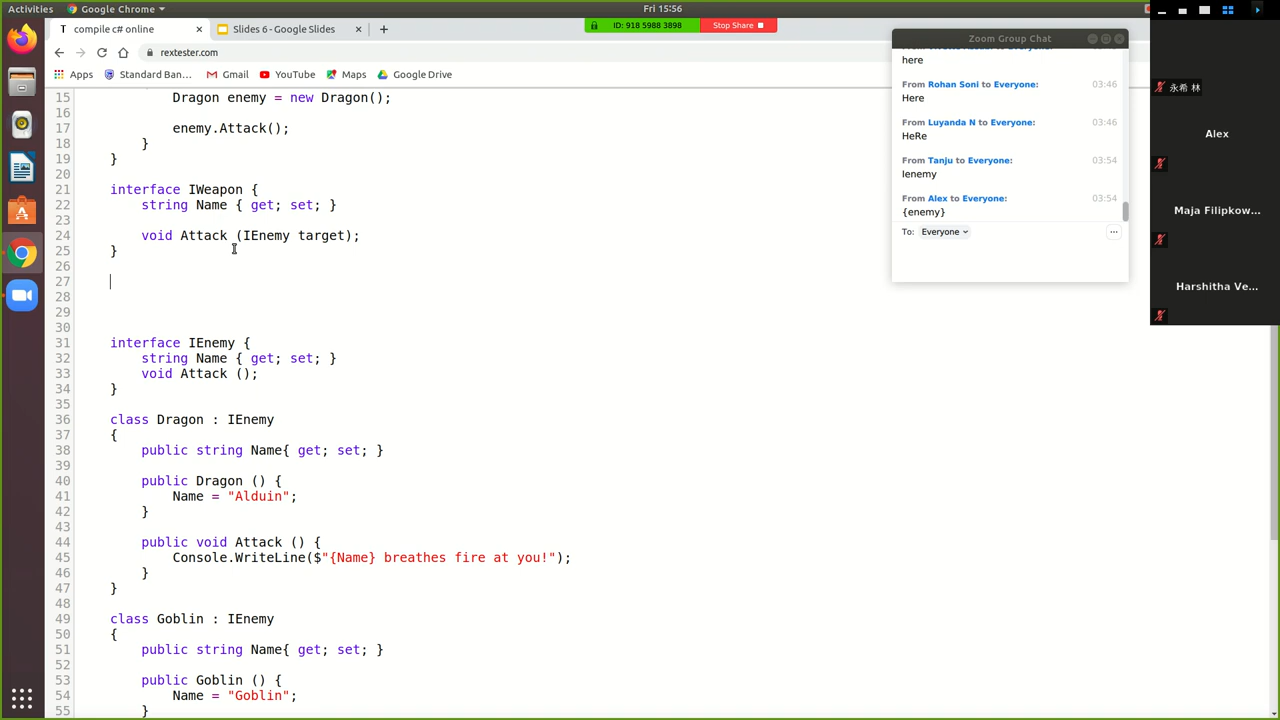 Activities
Google Chrome
Fri 15:56
compile c# online
Slides 6 - Google Slides
ID: 918 5988 3898
Stop Share
rextester.com
Apps
Standard Ban...
Gmail
YouTube
Maps
Google Drive
15 Dragon enemy = new Dragon();
16
17 enemy.Attack();
18 }
19 }
20
21 interface IWeapon {
22 string Name { get; set; }
23
24 void Attack (IEnemy target);
25 }
26
27
28
29
30
31 interface IEnemy {
32 string Name { get; set; }
33 void Attack ();
34 }
35
36 class Dragon : IEnemy
37 {
38 public string Name{ get; set; }
39
40 public Dragon () {
41 Name = "Alduin";
42 }
43
44 public void Attack () {
45 Console.WriteLine($"{Name} breathes fire at you!");
46 }
47 }
48
49 class Goblin : IEnemy
50 {
51 public string Name{ get; set; }
52
53 public Goblin () {
54 Name = "Goblin";
55 }
Zoom Group Chat
here
From Rohan Soni to Everyone: 03:46
Here
From Luyanda N to Everyone: 03:46
HeRe
From Tanju to Everyone: 03:54
Ienemy
From Alex to Everyone: 03:54
{enemy}
To: Everyone
永希 林
Alex
Maja Filipkow...
Harshitha Ve...